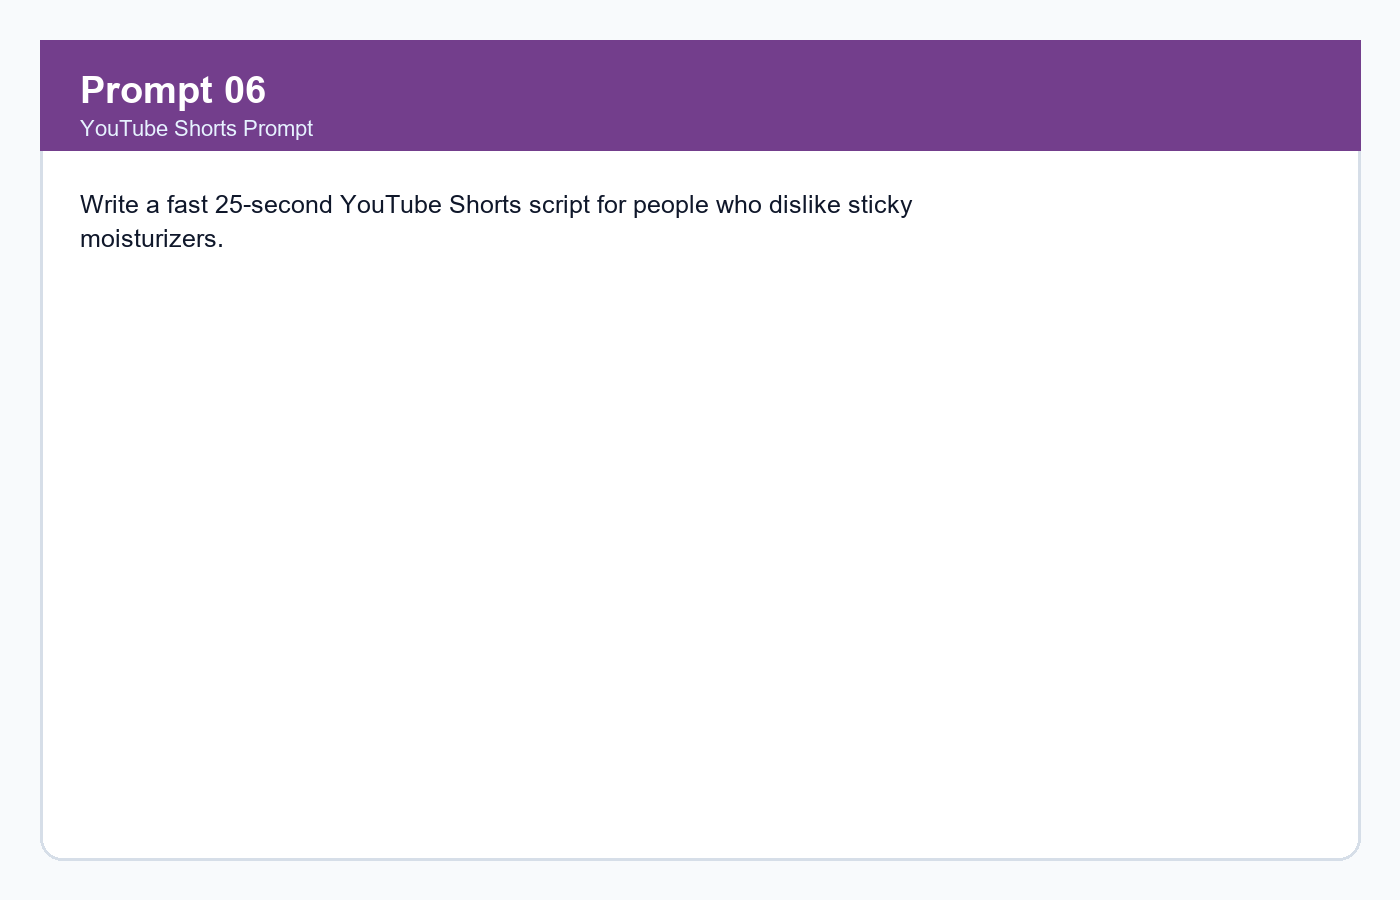 Prompt 06
YouTube Shorts Prompt
Write a fast 25-second YouTube Shorts script for people who dislike sticky
moisturizers.